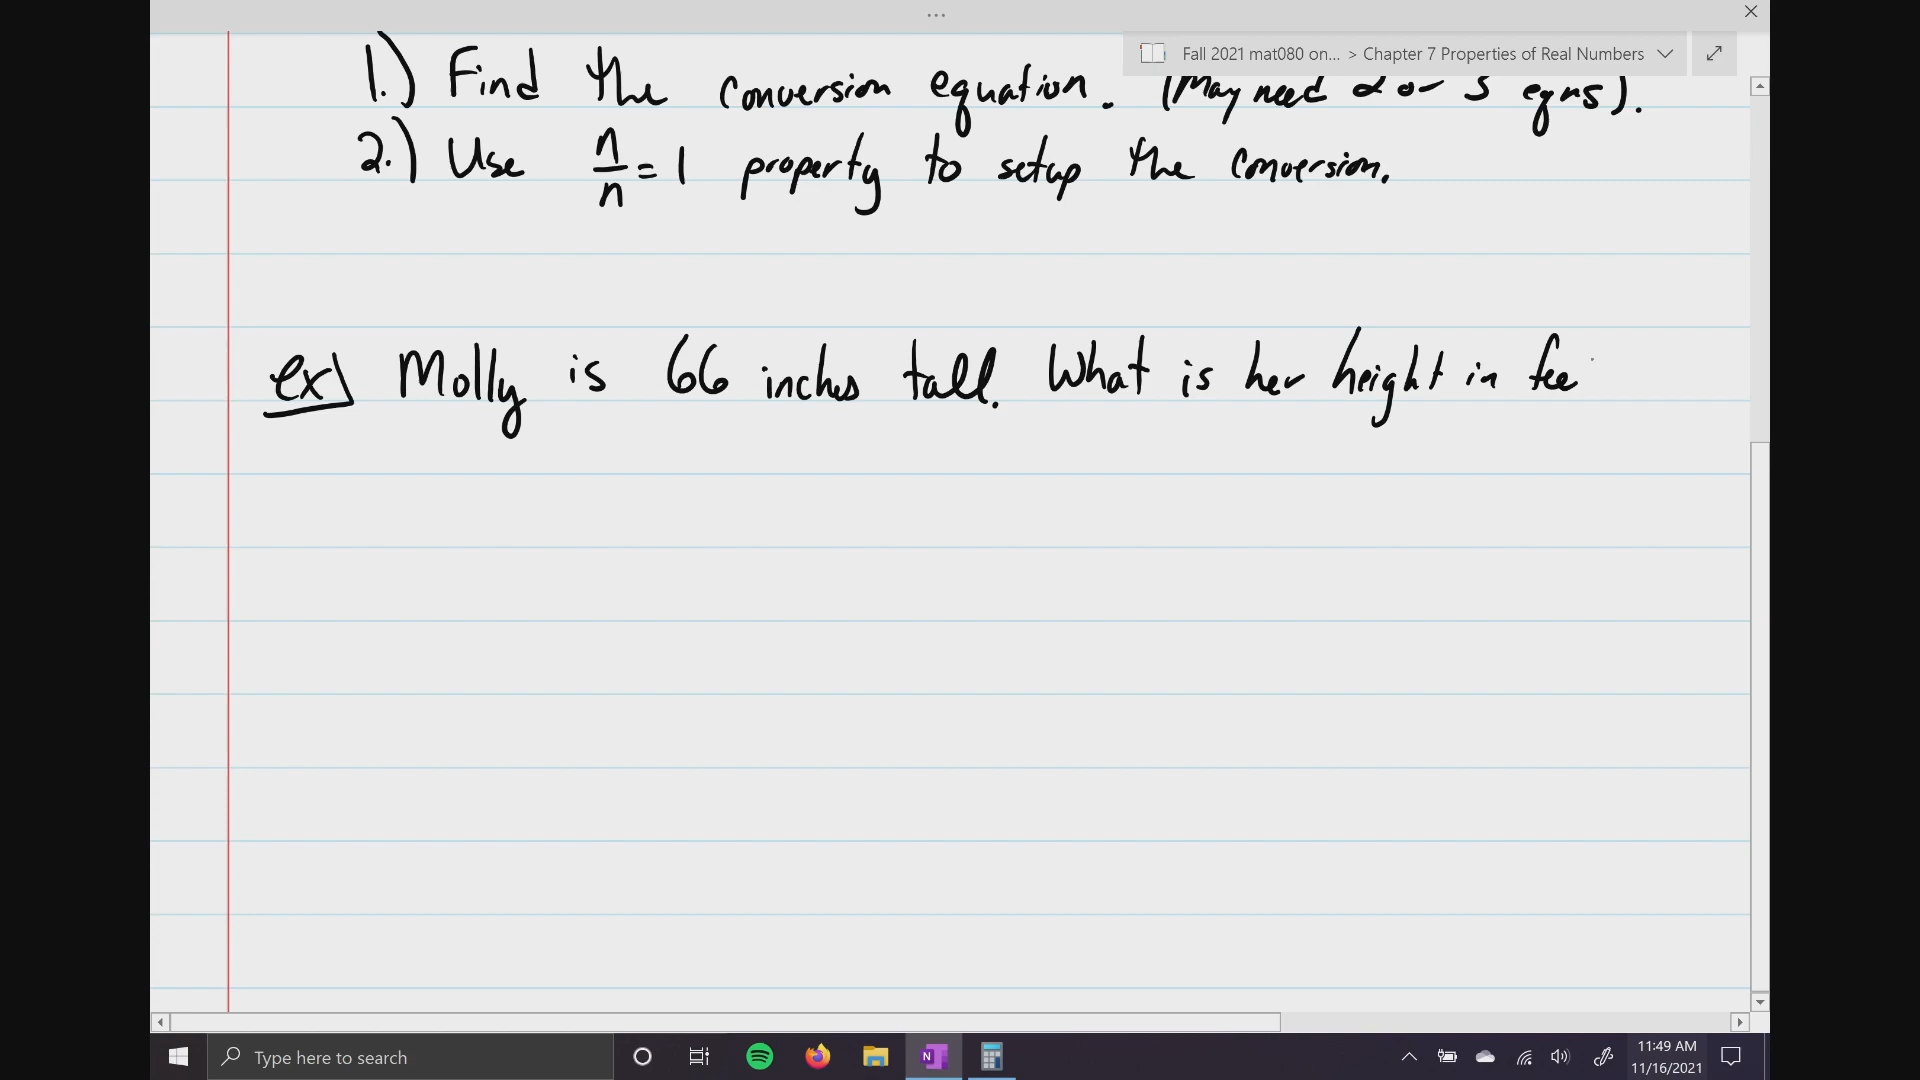 ...
Fall 2021 mat080 on... > Chapter 7 Properties of Real Numbers
1.) Find the conversion equation. (May need 2 or 3 eqns).
2.) Use n/n = 1 property to setup the conversion.
ex) Molly is 66 inches tall. What is her height in fee
Type here to search
11:49 AM
11/16/2021